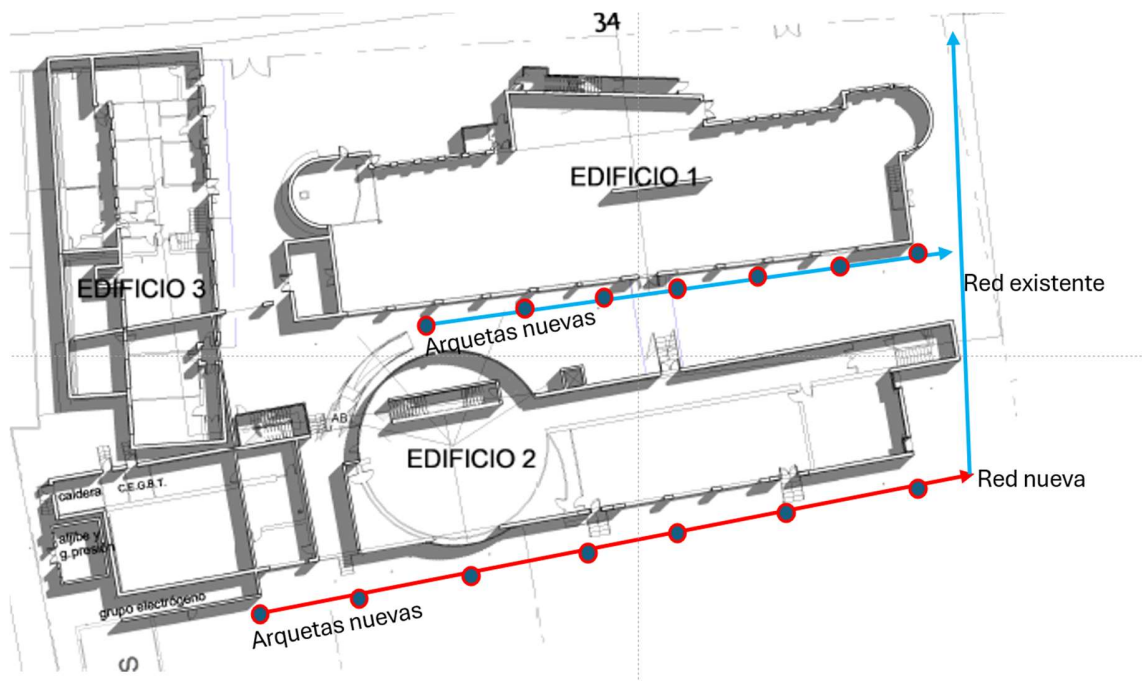 34
EDIFICIO 1
EDIFICIO 3
Red existente
Arquetas nuevas
AB
EDIFICIO 2
caldera
C.E.G.B.T.
Red nueva
aljibe y
g.presión
grupo electrógeno
Arquetas nuevas
S